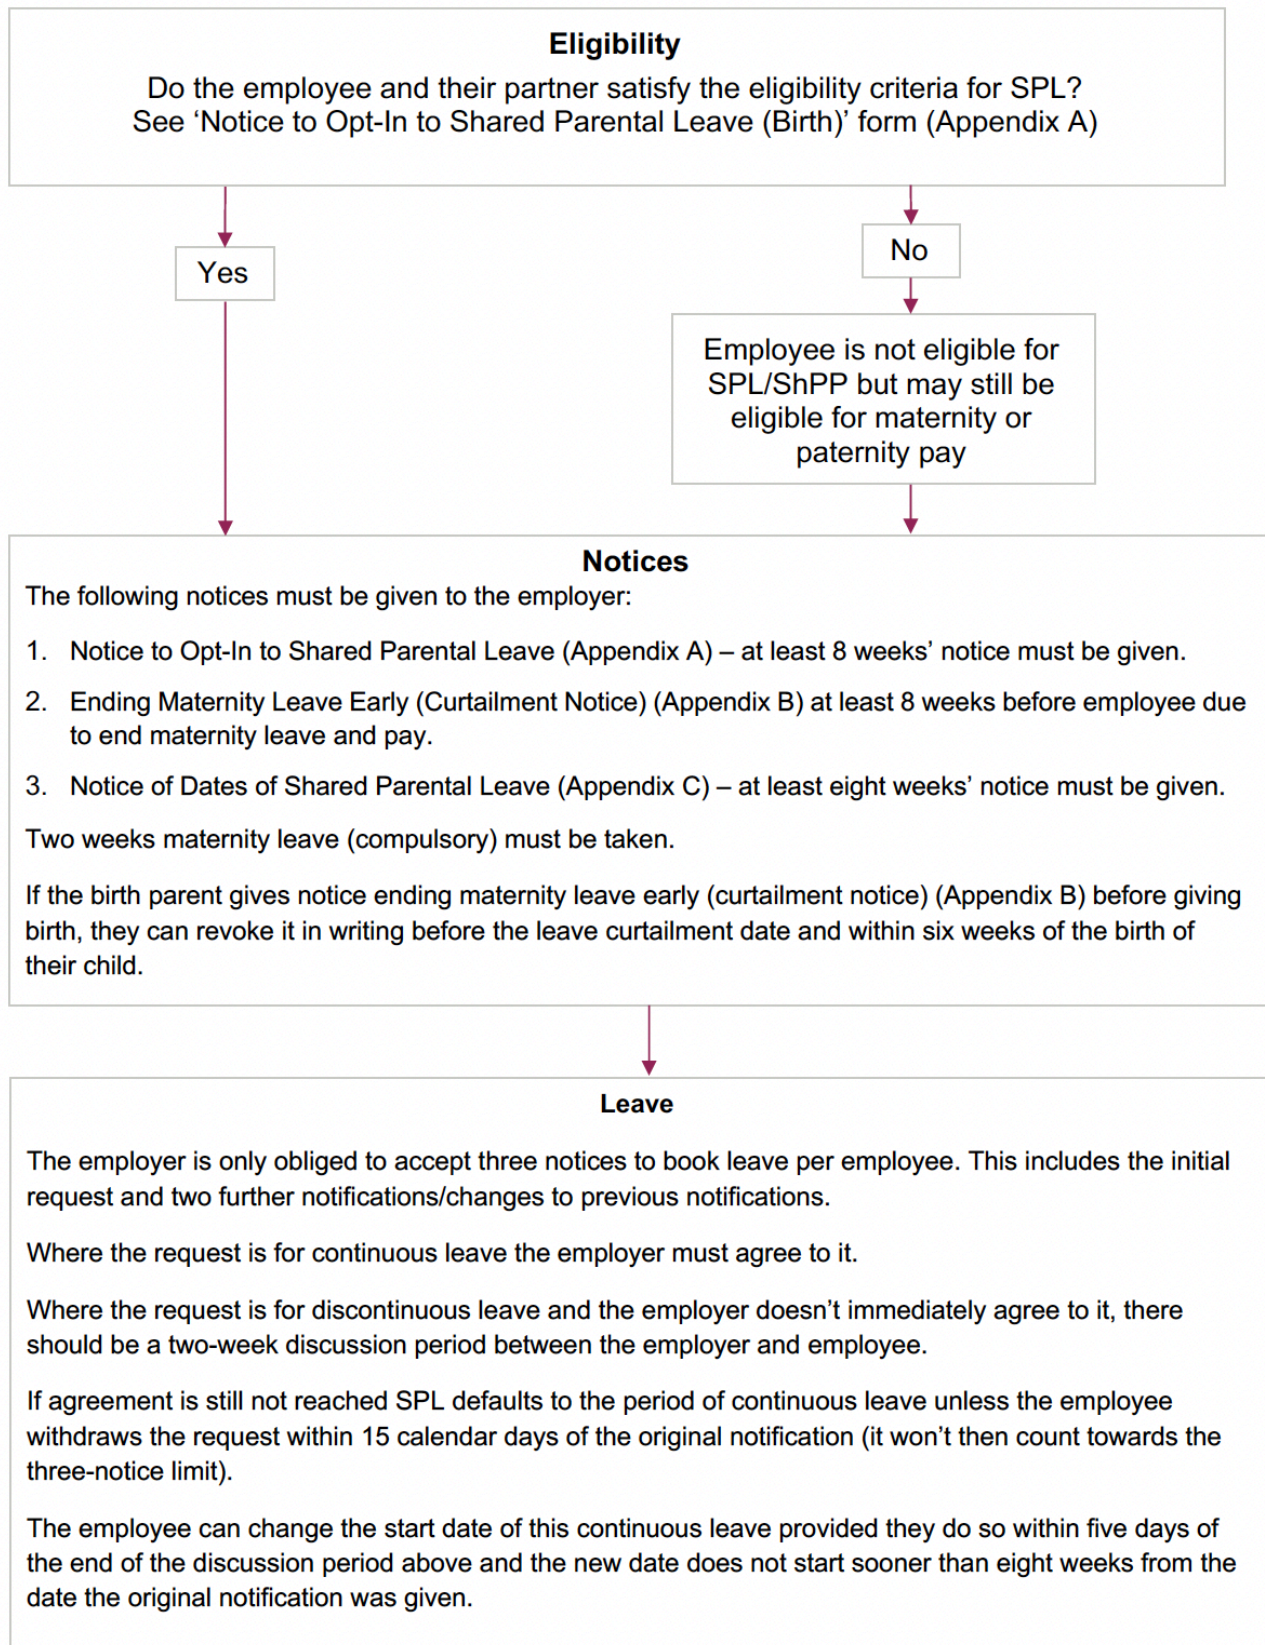 Eligibility
Do the employee and their partner satisfy the eligibility criteria for SPL?
See ‘Notice to Opt-In to Shared Parental Leave (Birth)’ form (Appendix A)
Yes
No
Employee is not eligible for
SPL/ShPP but may still be
eligible for maternity or
paternity pay
Notices
The following notices must be given to the employer:
1. Notice to Opt-In to Shared Parental Leave (Appendix A) – at least 8 weeks’ notice must be given.
2. Ending Maternity Leave Early (Curtailment Notice) (Appendix B) at least 8 weeks before employee due
to end maternity leave and pay.
3. Notice of Dates of Shared Parental Leave (Appendix C) – at least eight weeks’ notice must be given.
Two weeks maternity leave (compulsory) must be taken.
If the birth parent gives notice ending maternity leave early (curtailment notice) (Appendix B) before giving
birth, they can revoke it in writing before the leave curtailment date and within six weeks of the birth of
their child.
Leave
The employer is only obliged to accept three notices to book leave per employee. This includes the initial
request and two further notifications/changes to previous notifications.
Where the request is for continuous leave the employer must agree to it.
Where the request is for discontinuous leave and the employer doesn’t immediately agree to it, there
should be a two-week discussion period between the employer and employee.
If agreement is still not reached SPL defaults to the period of continuous leave unless the employee
withdraws the request within 15 calendar days of the original notification (it won’t then count towards the
three-notice limit).
The employee can change the start date of this continuous leave provided they do so within five days of
the end of the discussion period above and the new date does not start sooner than eight weeks from the
date the original notification was given.